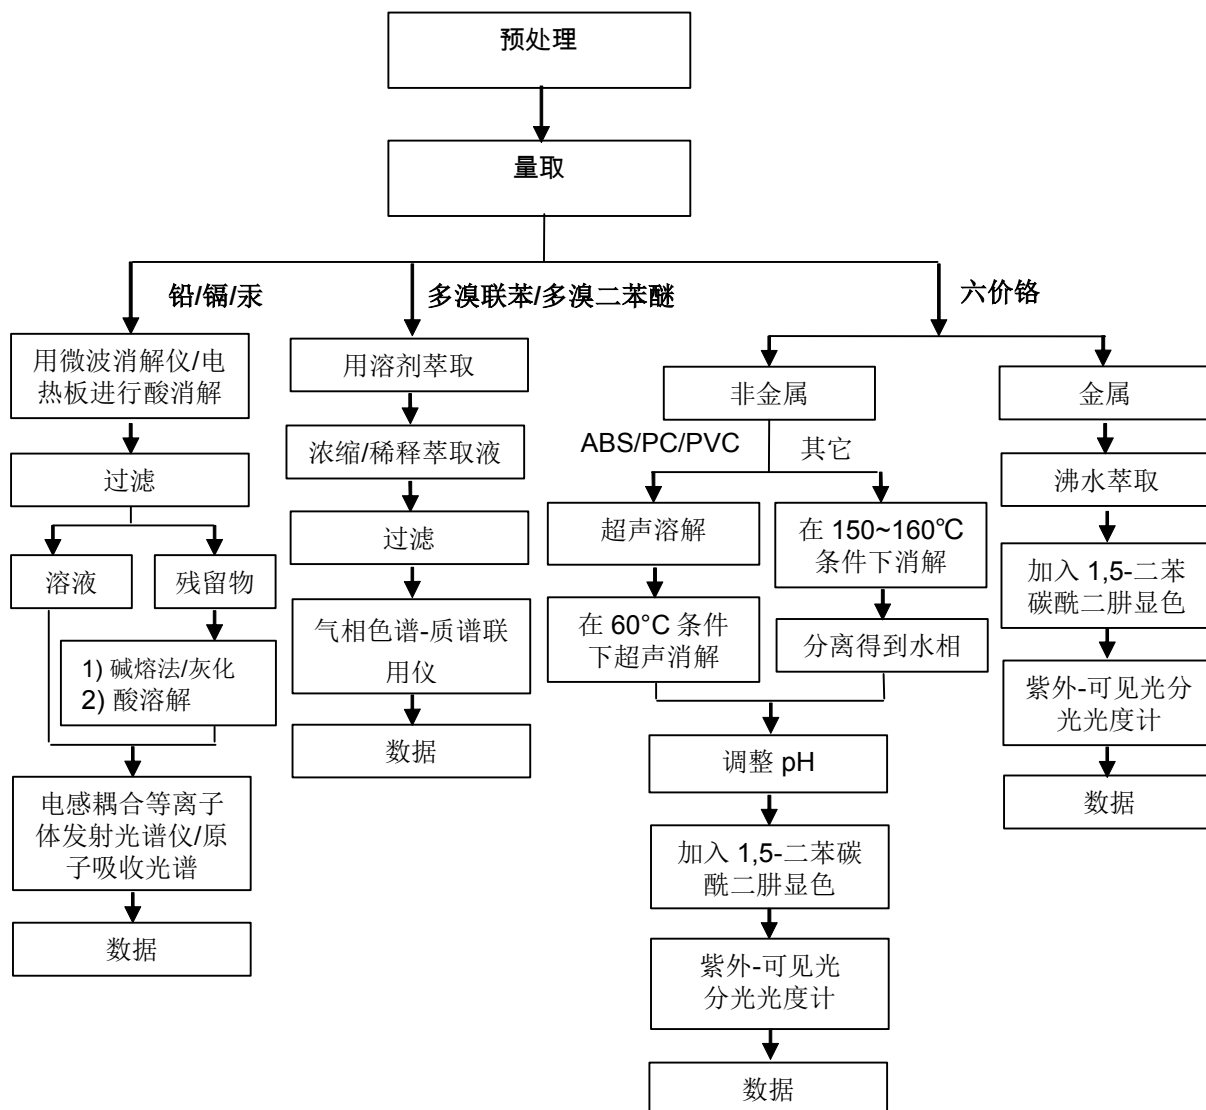 预处理
量取
铅/镉/汞
多溴联苯/多溴二苯醚
六价铬
用微波消解仪/电
热板进行酸消解
过滤
溶液
残留物
1) 碱熔法/灰化
2) 酸溶解
电感耦合等离子
体发射光谱仪/原
子吸收光谱
数据
用溶剂萃取
浓缩/稀释萃取液
过滤
气相色谱-质谱联
用仪
数据
非金属
ABS/PC/PVC
其它
超声溶解
在 60°C 条件
下超声消解
在 150~160℃
条件下消解
分离得到水相
调整 pH
加入 1,5-二苯碳
酰二肼显色
紫外-可见光
分光光度计
数据
金属
沸水萃取
加入 1,5-二苯
碳酰二肼显色
紫外-可见光分
光光度计
数据